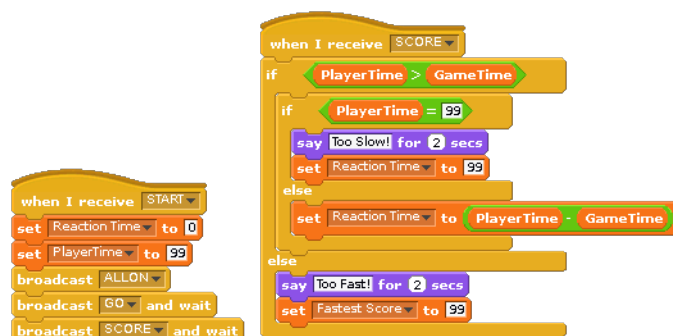 when I receive START
set Reaction Time to 0
set PlayerTime to 99
broadcast ALLON
broadcast GO and wait
broadcast SCORE and wait
when I receive SCORE
if PlayerTime > GameTime
if PlayerTime = 99
say Too Slow! for 2 secs
set Reaction Time to 99
else
set Reaction Time to PlayerTime - GameTime
else
say Too Fast! for 2 secs
set Fastest Score to 99